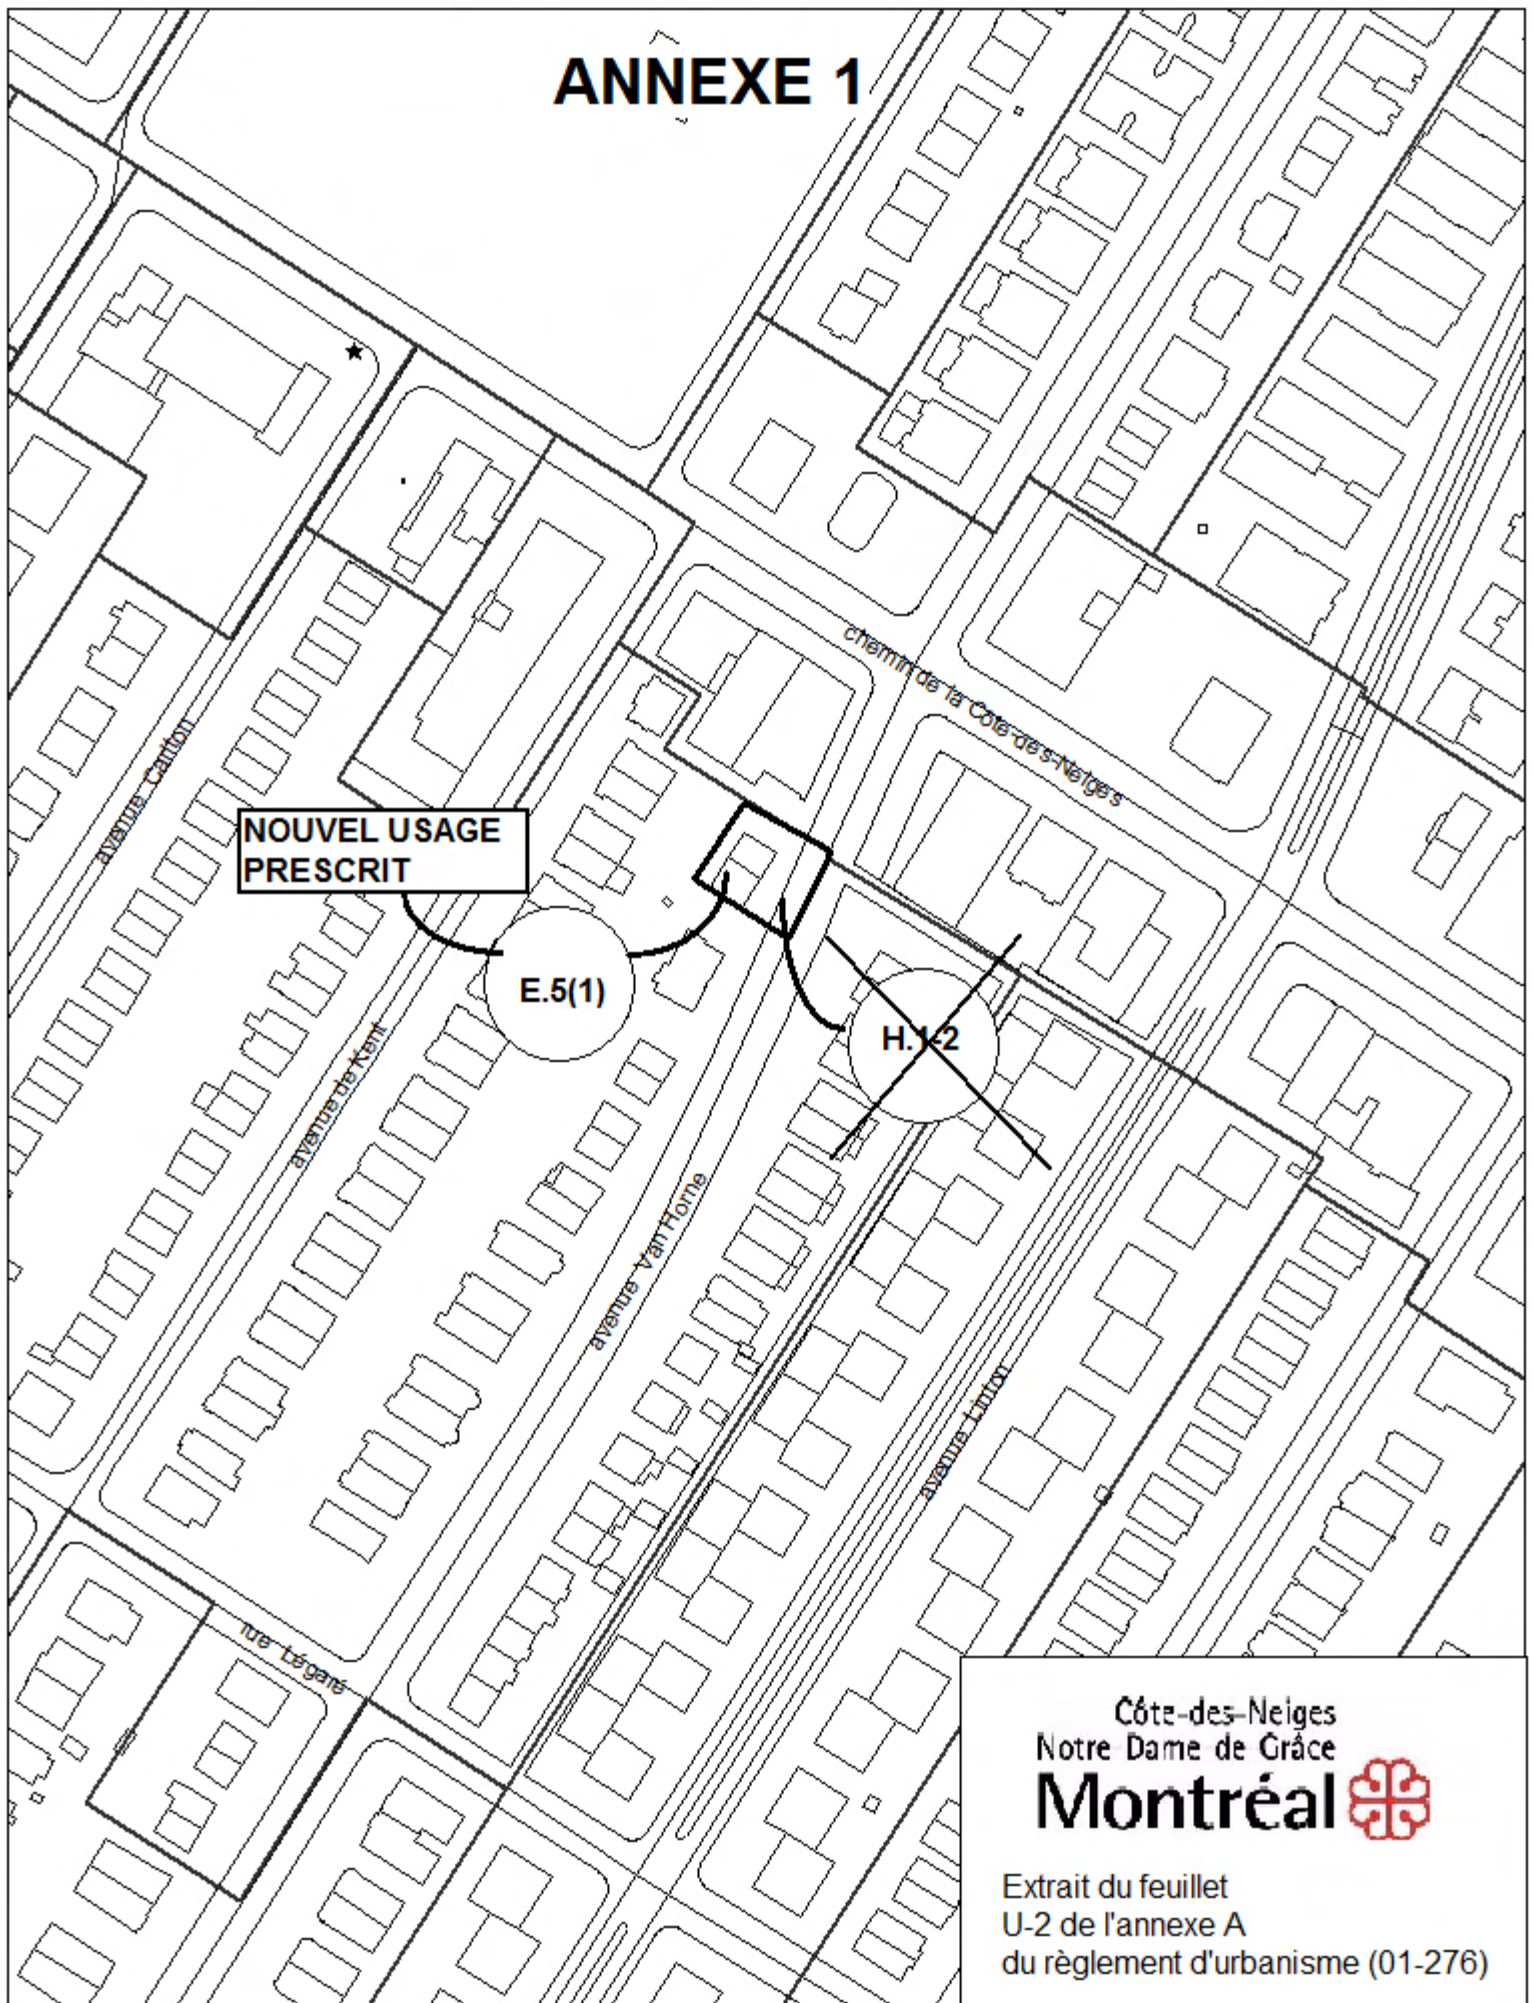 ANNEXE 1
chemin de la Côte-des-Neiges
avenue Carlton
NOUVEL USAGE
PRESCRIT
E.5(1)
H.1-2
avenue de Kent
avenue Van Horne
avenue Linton
rue Légaré
Côte-des-Neiges
Notre Dame de Grâce
Montréal
Extrait du feuillet
U-2 de l'annexe A
du règlement d'urbanisme (01-276)